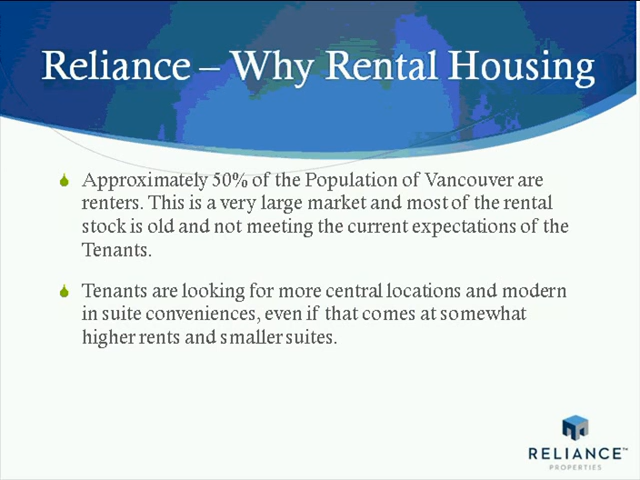 Reliance – Why Rental Housing
Approximately 50% of the Population of Vancouver are
renters. This is a very large market and most of the rental
stock is old and not meeting the current expectations of the
Tenants.
Tenants are looking for more central locations and modern
in suite conveniences, even if that comes at somewhat
higher rents and smaller suites.
RELIANCE™
PROPERTIES